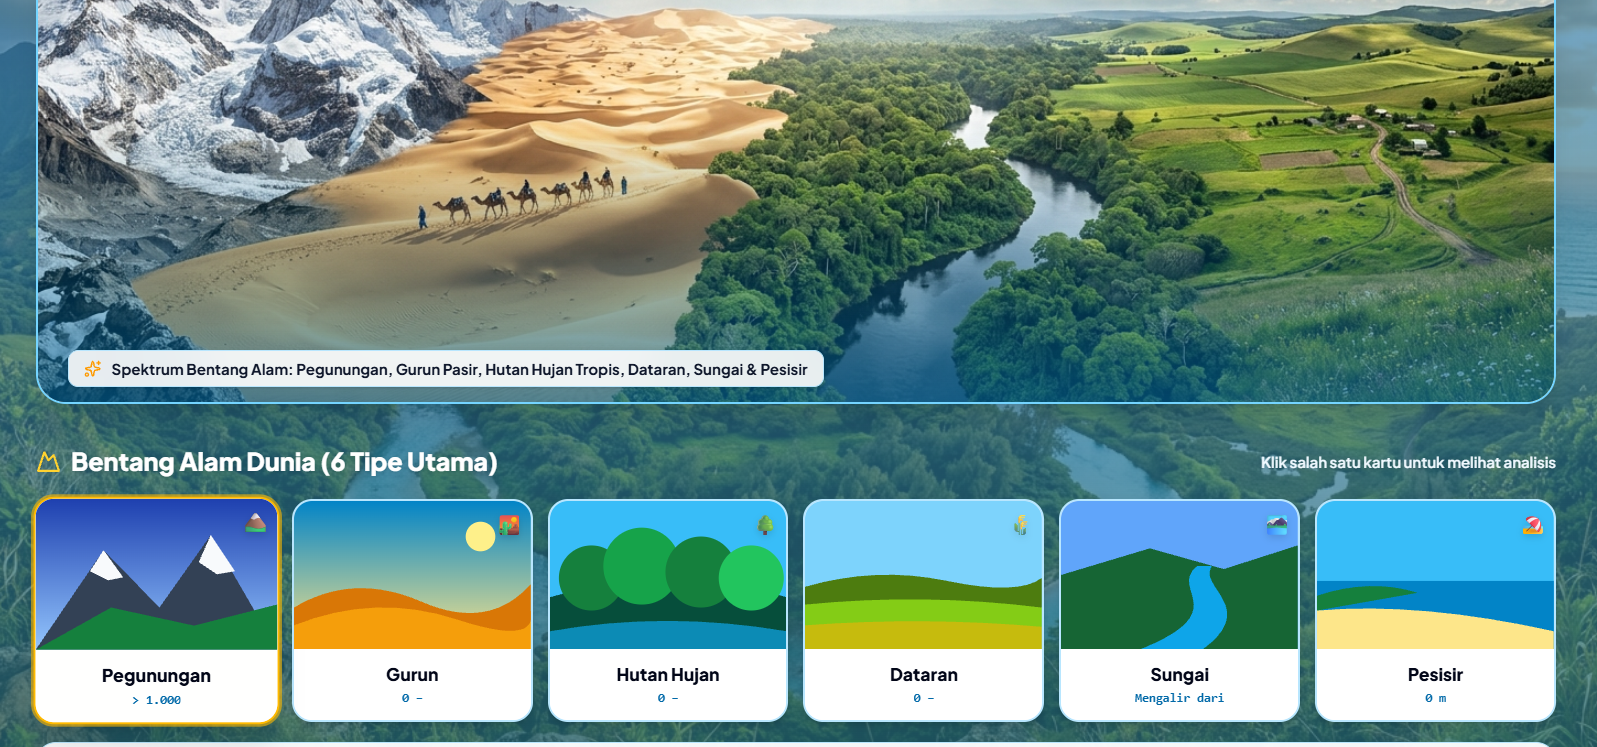 Spektrum Bentang Alam: Pegunungan, Gurun Pasir, Hutan Hujan Tropis, Dataran, Sungai & Pesisir
Bentang Alam Dunia (6 Tipe Utama)
Klik salah satu kartu untuk melihat analisis
Pegunungan
> 1.000
Gurun
0 –
Hutan Hujan
0 –
Dataran
0 –
Sungai
Mengalir dari
Pesisir
0 m